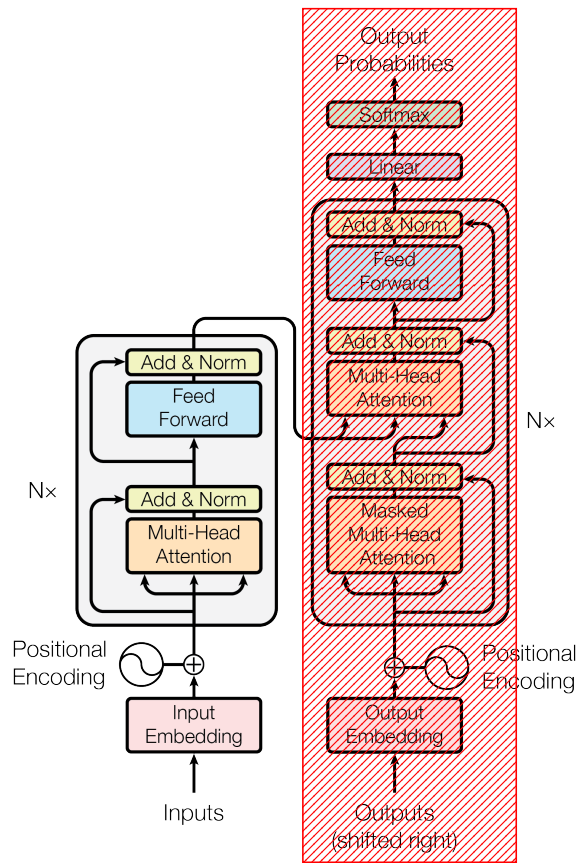 Output
Probabilities
Softmax
Linear
Add & Norm
Feed
Forward
Add & Norm
Multi-Head
Attention
Add & Norm
Masked
Multi-Head
Attention
N×
Positional
Encoding
Output
Embedding
Outputs
(shifted right)
Add & Norm
Feed
Forward
Add & Norm
Multi-Head
Attention
N×
Positional
Encoding
Input
Embedding
Inputs